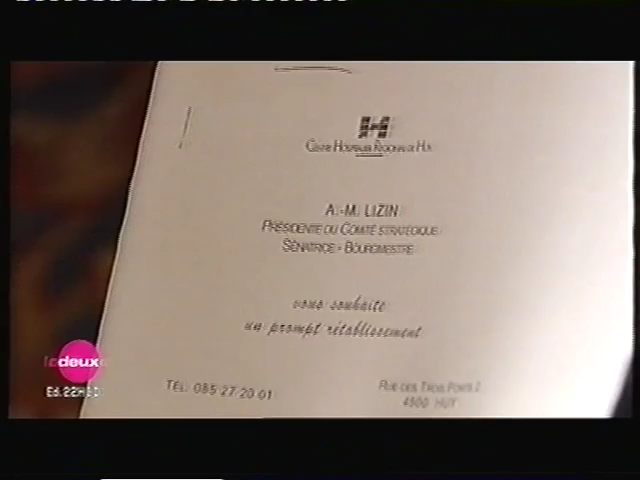 Centre Hospitalier Régional de Huy
A.-M. LIZIN
PRÉSIDENTE DU COMITÉ STRATÉGIQUE
SÉNATRICE - BOURGMESTRE
vous souhaite
un prompt rétablissement
TÉL: 085/27 20 01
RUE DES TROIS PONTS 2
4500 HUY
ladeux